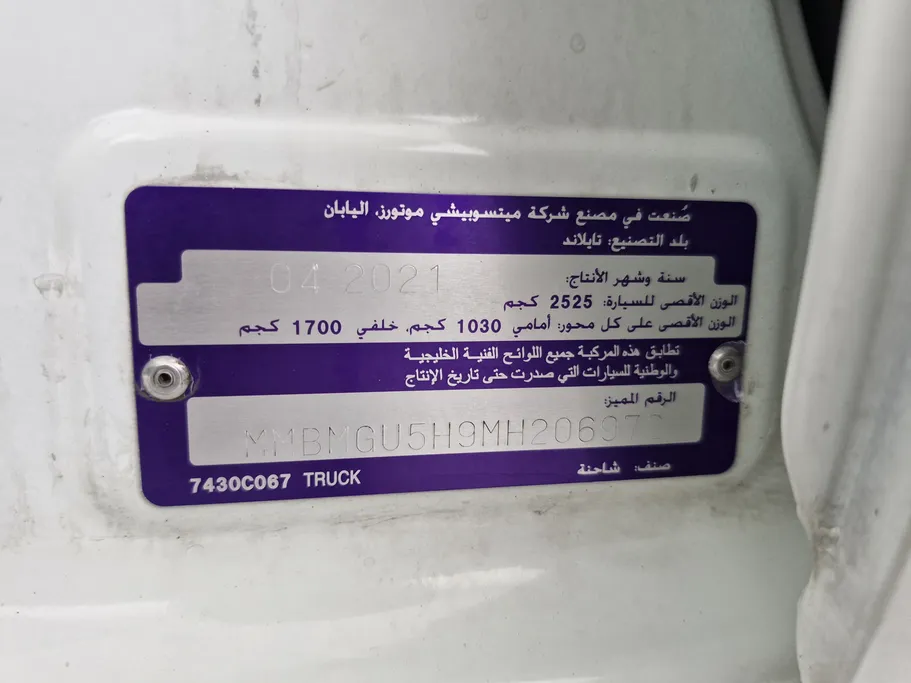 صُنعت في مصنع شركة ميتسوبيشي موتورز، اليابان
بلد التصنيع: تايلاند
سنة وشهر الأنتاج: 04 2021
الوزن الأقصى للسيارة: 2525 كجم
الوزن الأقصى على كل محور: أمامي 1030 كجم، خلفي 1700 كجم
تطابق هذه المركبة جميع اللوائح الفنية الخليجية
والوطنية للسيارات التي صدرت حتى تاريخ الإنتاج
الرقم المميز:
صنف: شاحنة
7430C067 TRUCK